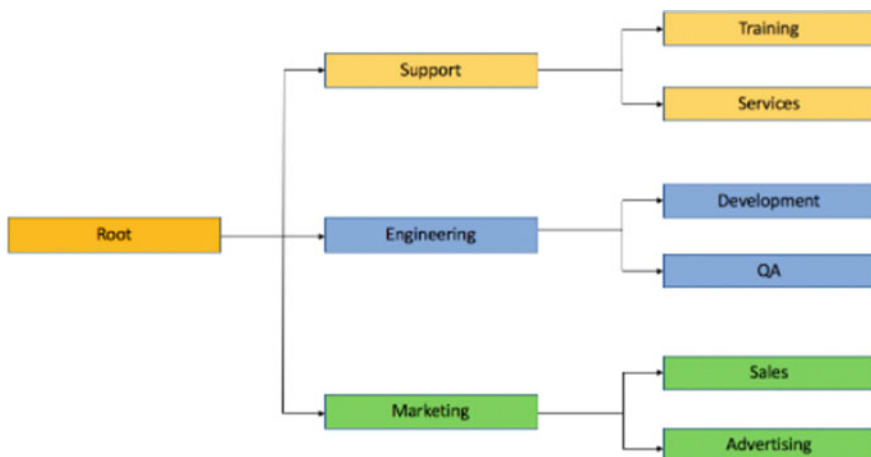 Root
Support
Training
Services
Engineering
Development
QA
Marketing
Sales
Advertising